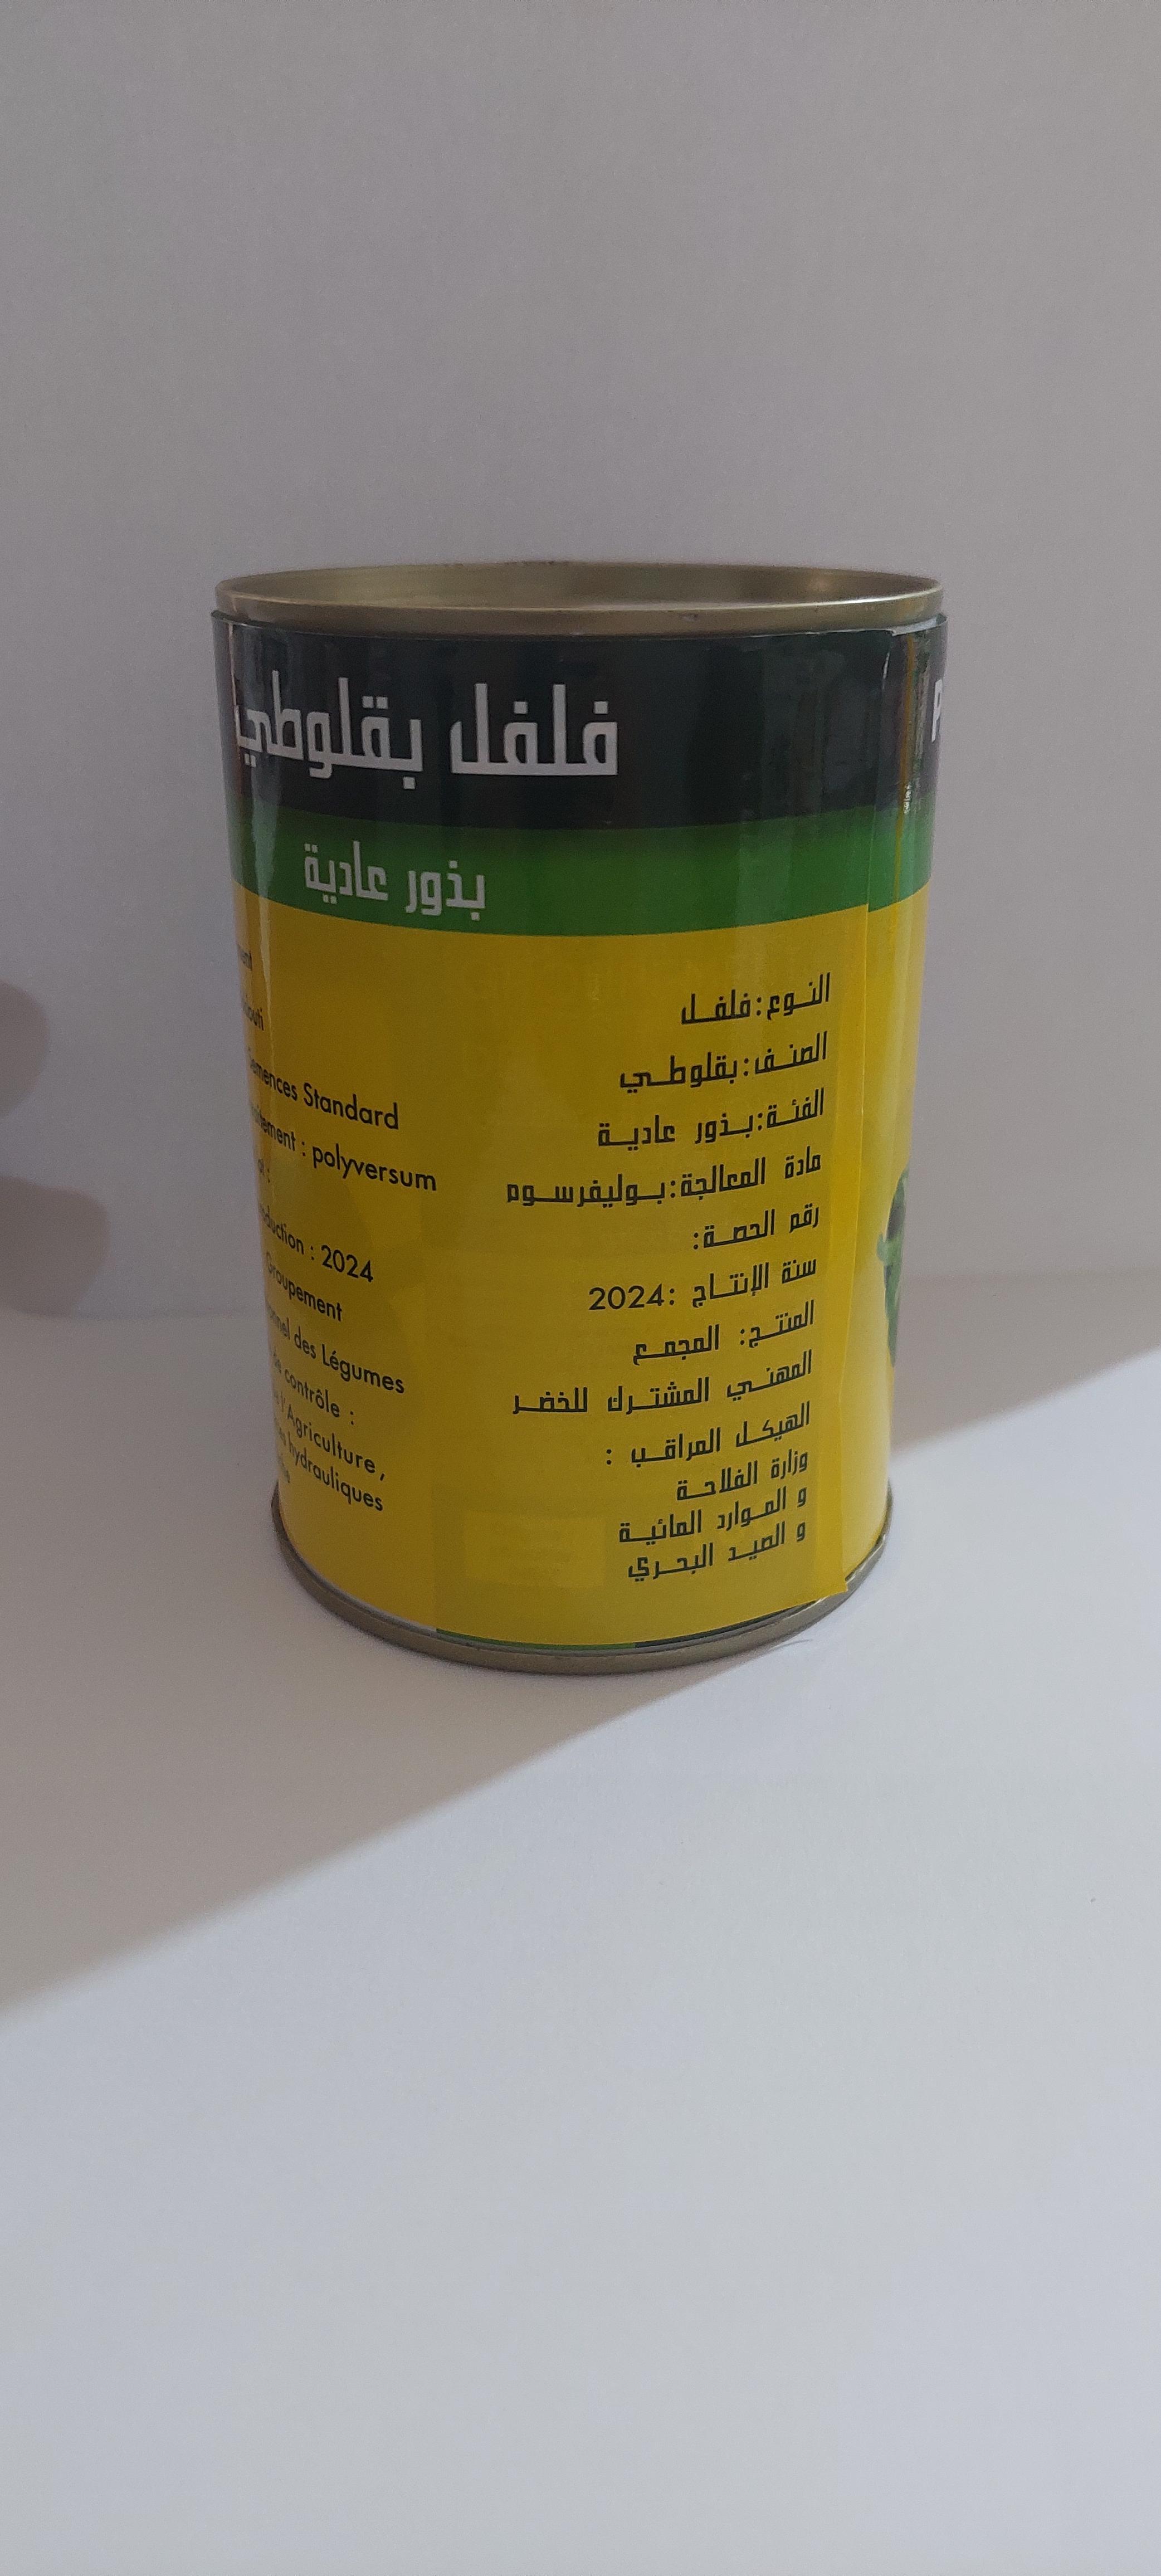 فلفل بقلوطي
بذور عادية
Semences Standard
: polyversum
: 2024
Groupement
des Légumes
contrôle :
l'Agriculture,
hydrauliques
النوع: فلفل
الصنف: بقلوطي
الفئة: بذور عادية
مادة المعالجة: بوليفرسوم
رقم الحصة:
سنة الإنتاج: 2024
المنتج: المجمع
المهني المشترك للخضر
الهيكل المراقب :
وزارة الفلاحة
و الموارد المائية
و الصيد البحري
P